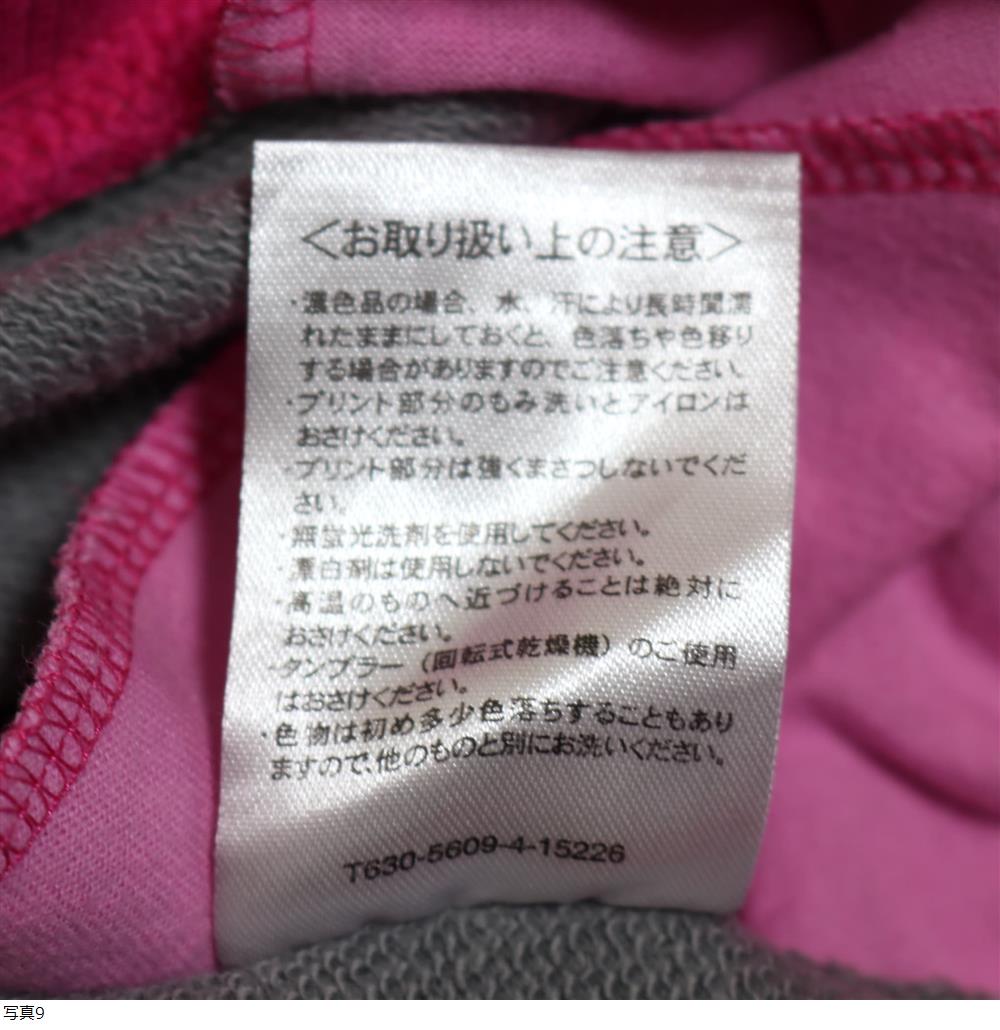 ＜お取り扱い上の注意＞
・濃色品の場合、水、汗により長時間濡
れたままにしておくと、色落ちや色移り
する場合がありますのでご注意ください。
・プリント部分のもみ洗いとアイロンは
おさけください。
・プリント部分は強くまさつしないでくだ
さい。
・無蛍光洗剤を使用してください。
・漂白剤は使用しないでください。
・高温のものへ近づけることは絶対に
おさけください。
・タンブラー（回転式乾燥機）のご使用
はおさけください。
・色物は初め多少色落ちすることもあり
ますので、他のものと別にお洗いください。
T630-5609-4-15226
写真9